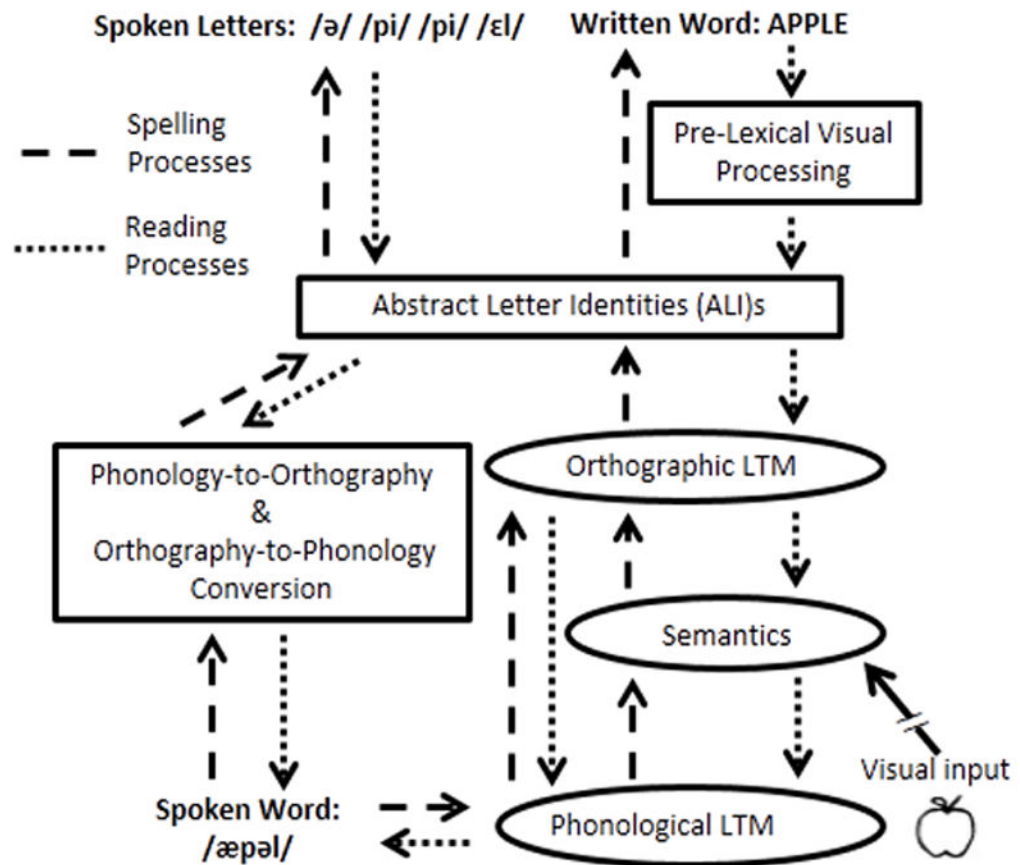 Spoken Letters: /ə/ /pi/ /pi/ /ɛl/
Written Word: APPLE
Spelling
Processes
Reading
Processes
Pre-Lexical Visual
Processing
Abstract Letter Identities (ALI)s
Phonology-to-Orthography
&
Orthography-to-Phonology
Conversion
Orthographic LTM
Semantics
Visual input
Spoken Word:
/æpəl/
Phonological LTM